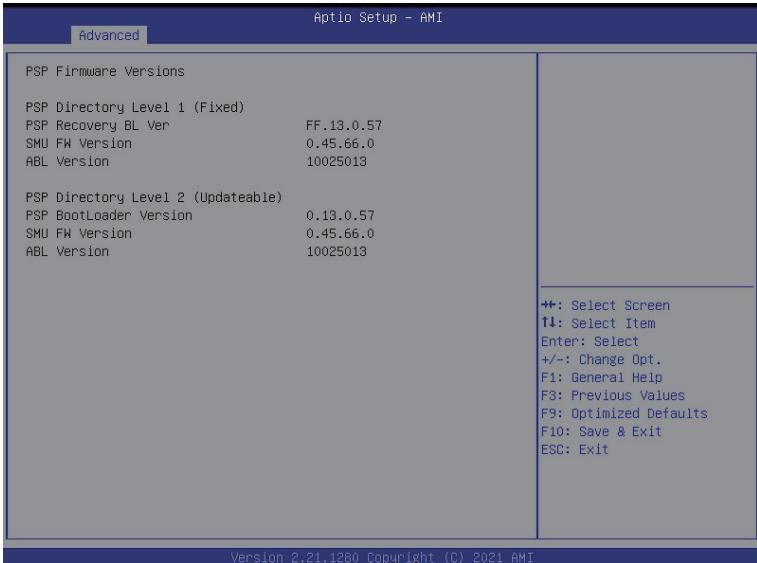 Aptio Setup – AMI
Advanced
PSP Firmware Versions
PSP Directory Level 1 (Fixed)
PSP Recovery BL Ver FF.13.0.57
SMU FW Version 0.45.66.0
ABL Version 10025013
PSP Directory Level 2 (Updateable)
PSP BootLoader Version 0.13.0.57
SMU FW Version 0.45.66.0
ABL Version 10025013
→←: Select Screen
↑↓: Select Item
Enter: Select
+/-: Change Opt.
F1: General Help
F3: Previous Values
F9: Optimized Defaults
F10: Save & Exit
ESC: Exit
Version 2.21.1280 Copyright (C) 2021 AMI